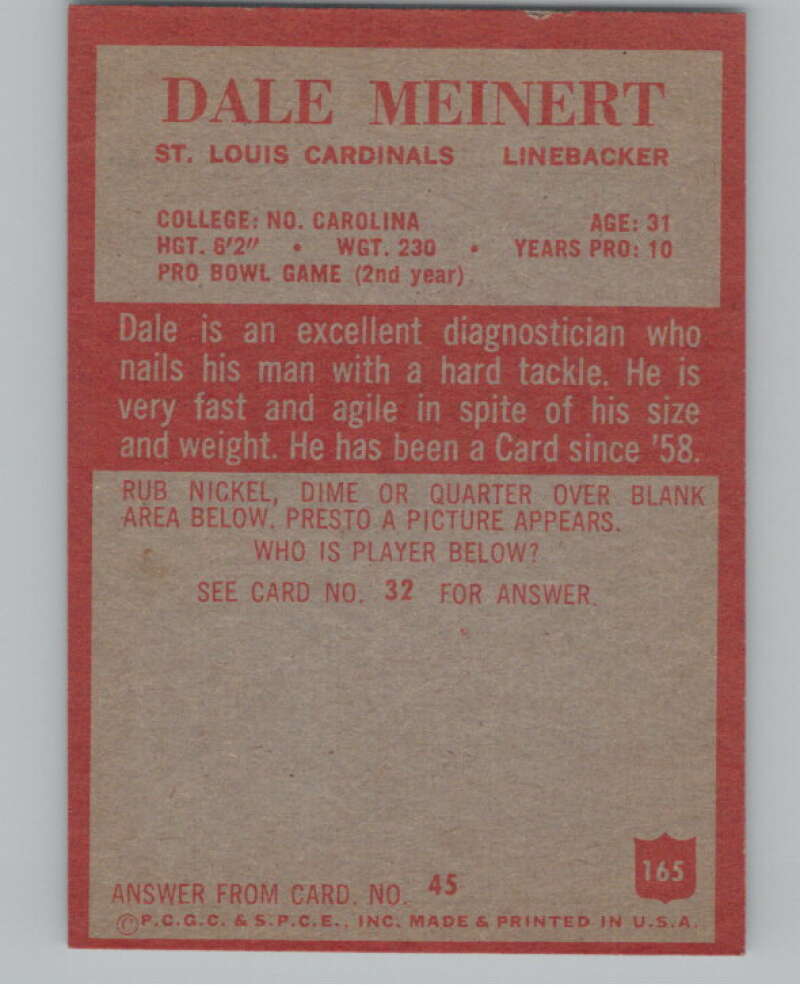 DALE MEINERT
ST. LOUIS CARDINALS LINEBACKER
COLLEGE: NO. CAROLINA AGE: 31
HGT. 6'2" • WGT. 230 • YEARS PRO: 10
PRO BOWL GAME (2nd year)
Dale is an excellent diagnostician who
nails his man with a hard tackle. He is
very fast and agile in spite of his size
and weight. He has been a Card since '58.
RUB NICKEL, DIME OR QUARTER OVER BLANK
AREA BELOW. PRESTO A PICTURE APPEARS.
WHO IS PLAYER BELOW?
SEE CARD NO. 32 FOR ANSWER.
165
ANSWER FROM CARD. NO. 45
©P.C.G.C. & S.P.C.E., INC. MADE & PRINTED IN U.S.A.